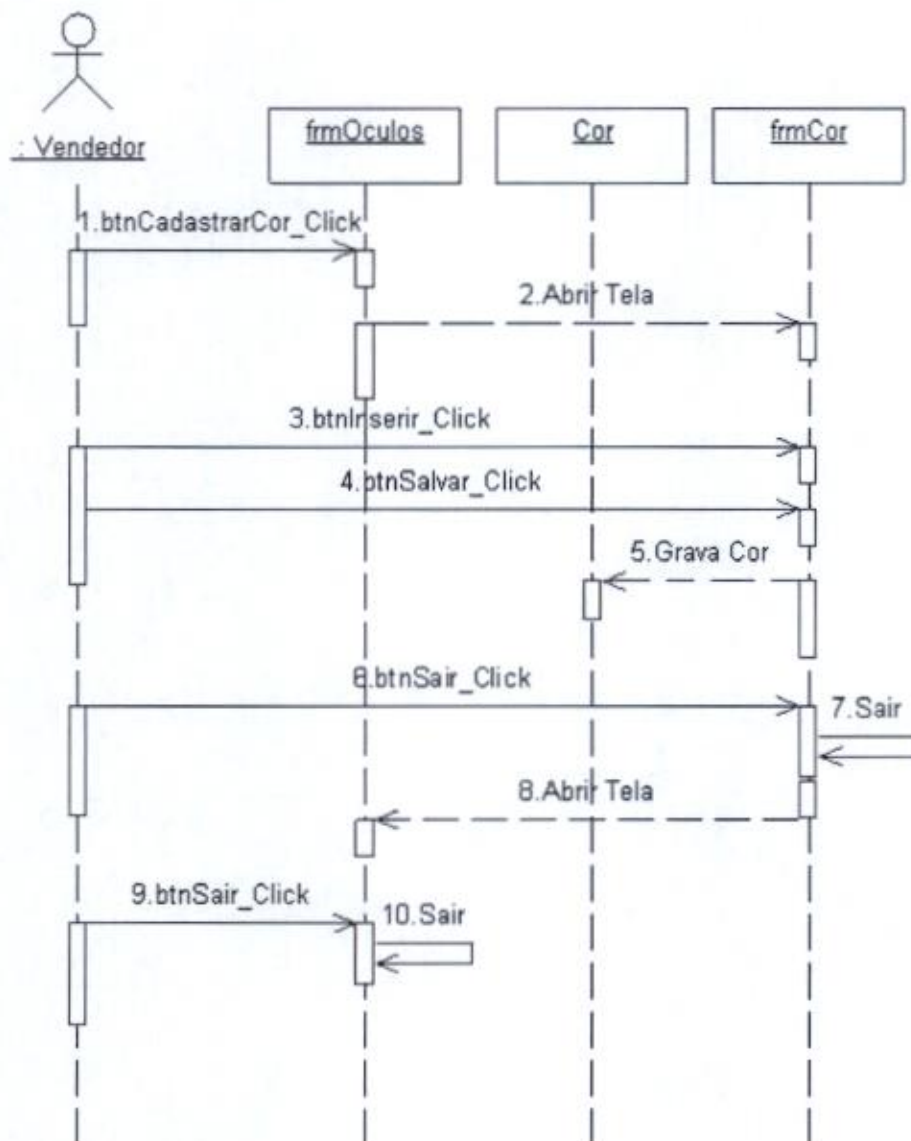 : Vendedor
frmOculos
Cor
frmCor
1.btnCadastrarCor_Click
2.Abrir Tela
3.btnInserir_Click
4.btnSalvar_Click
5.Grava Cor
6.btnSair_Click
7.Sair
8.Abrir Tela
9.btnSair_Click
10.Sair